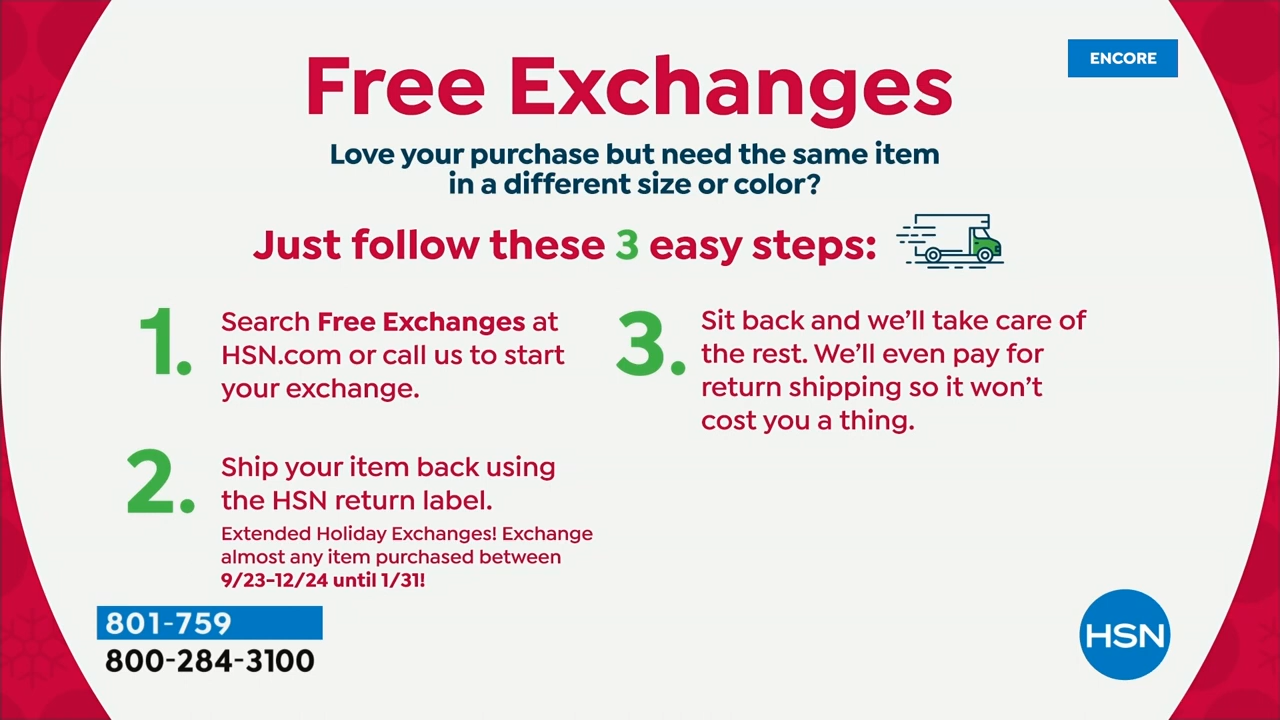 ENCORE
Free Exchanges
Love your purchase but need the same item
in a different size or color?
Just follow these 3 easy steps:
1.
Search Free Exchanges at
HSN.com or call us to start
your exchange.
2.
Ship your item back using
the HSN return label.
Extended Holiday Exchanges! Exchange
almost any item purchased between
9/23-12/24 until 1/31!
3.
Sit back and we’ll take care of
the rest. We’ll even pay for
return shipping so it won’t
cost you a thing.
801-759
800-284-3100
HSN